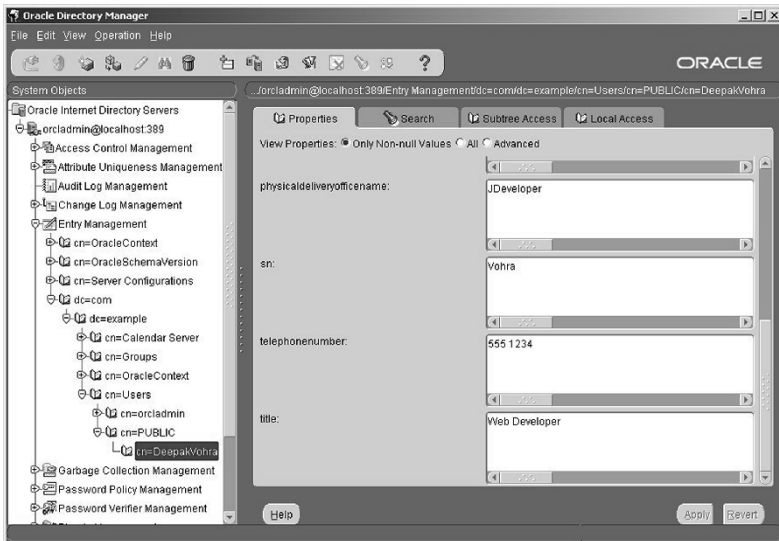 Oracle Directory Manager
File Edit View Operation Help
ORACLE
System Objects
.../orcladmin@localhost:389/Entry Management/dc=com/dc=example/cn=Users/cn=PUBLIC/cn=DeepakVohra
Oracle Internet Directory Servers
orcladmin@localhost:389
Access Control Management
Attribute Uniqueness Management
Audit Log Management
Change Log Management
Entry Management
cn=OracleContext
cn=OracleSchemaVersion
cn=Server Configurations
dc=com
dc=example
cn=Calendar Server
cn=Groups
cn=OracleContext
cn=Users
cn=orcladmin
cn=PUBLIC
cn=DeepakVohra
Garbage Collection Management
Password Policy Management
Password Verifier Management
Properties Search Subtree Access Local Access
View Properties: Only Non-null Values All Advanced
physicaldeliveryofficename:
JDeveloper
sn:
Vohra
telephonenumber:
555 1234
title:
Web Developer
Help Apply Revert